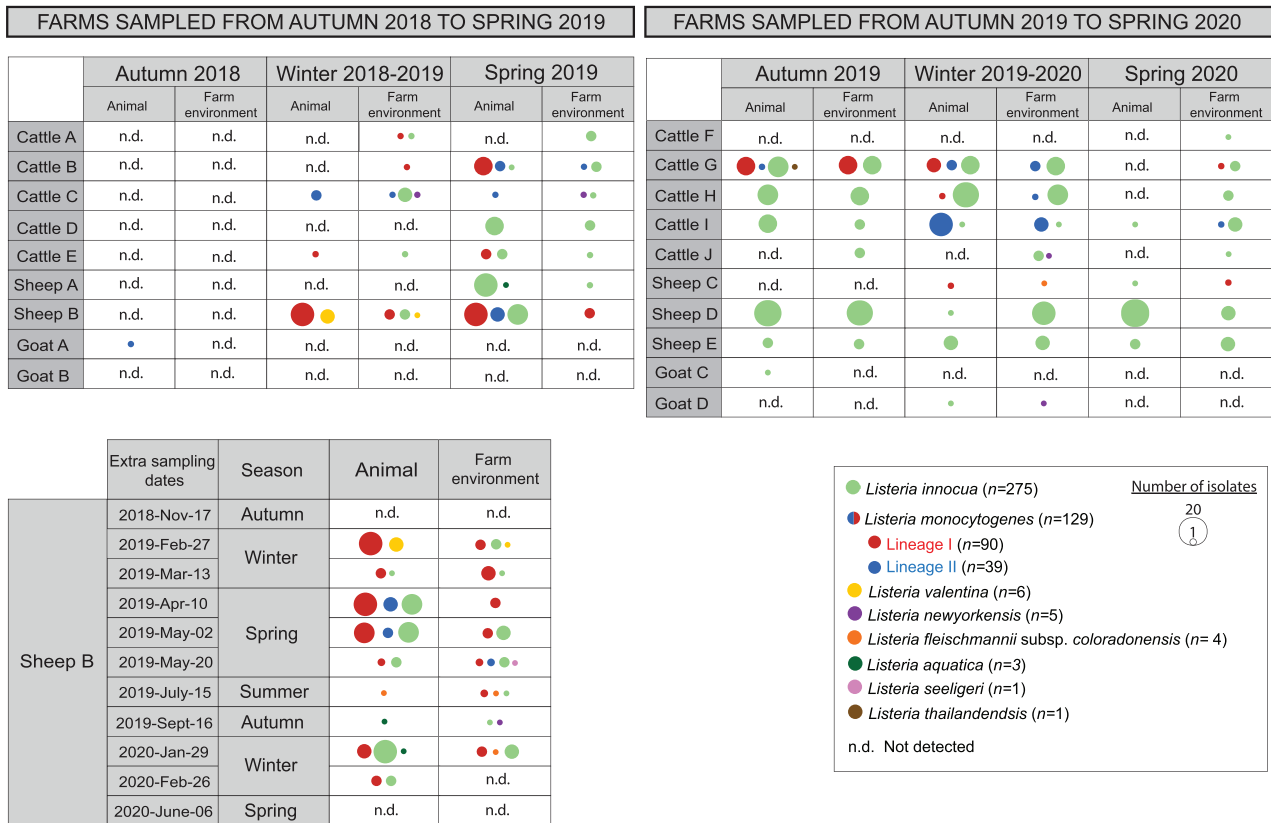 FARMS SAMPLED FROM AUTUMN 2018 TO SPRING 2019
Autumn 2018 Winter 2018-2019 Spring 2019
Animal Farm environment Animal Farm environment Animal Farm environment
Cattle A n.d. n.d. n.d. n.d.
Cattle B n.d. n.d. n.d.
Cattle C n.d. n.d.
Cattle D n.d. n.d. n.d. n.d.
Cattle E n.d. n.d.
Sheep A n.d. n.d. n.d. n.d.
Sheep B n.d. n.d.
Goat A n.d. n.d. n.d. n.d. n.d.
Goat B n.d. n.d. n.d. n.d. n.d. n.d.
FARMS SAMPLED FROM AUTUMN 2019 TO SPRING 2020
Autumn 2019 Winter 2019-2020 Spring 2020
Animal Farm environment Animal Farm environment Animal Farm environment
Cattle F n.d. n.d. n.d. n.d. n.d.
Cattle G n.d.
Cattle H n.d.
Cattle I
Cattle J n.d. n.d. n.d.
Sheep C n.d. n.d.
Sheep D
Sheep E
Goat C n.d. n.d. n.d. n.d. n.d.
Goat D n.d. n.d. n.d. n.d.
Extra sampling dates Season Animal Farm environment
Sheep B
2018-Nov-17 Autumn n.d. n.d.
2019-Feb-27 Winter
2019-Mar-13
2019-Apr-10 Spring
2019-May-02
2019-May-20
2019-July-15 Summer
2019-Sept-16 Autumn
2020-Jan-29 Winter
2020-Feb-26 n.d.
2020-June-06 Spring n.d. n.d.
Listeria innocua (n=275)
Listeria monocytogenes (n=129)
Lineage I (n=90)
Lineage II (n=39)
Listeria valentina (n=6)
Listeria newyorkensis (n=5)
Listeria fleischmannii subsp. coloradonensis (n= 4)
Listeria aquatica (n=3)
Listeria seeligeri (n=1)
Listeria thailandendsis (n=1)
n.d. Not detected
Number of isolates
20
1